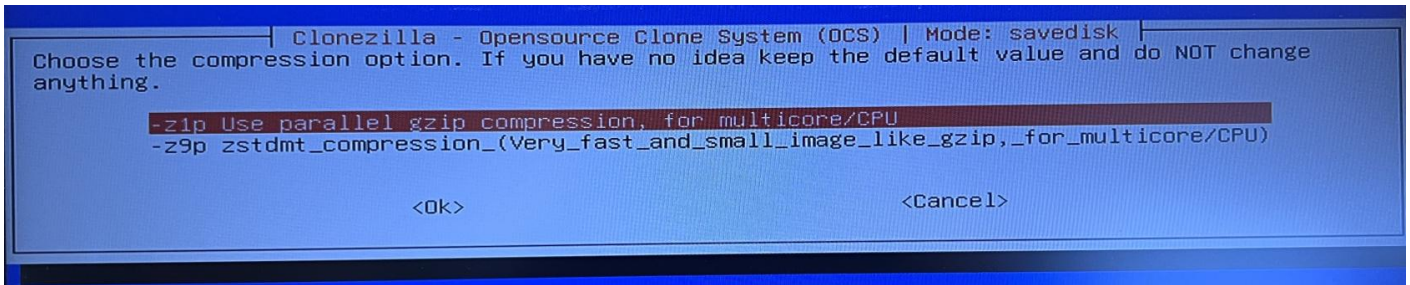 Clonezilla - Opensource Clone System (OCS) | Mode: savedisk
Choose the compression option. If you have no idea keep the default value and do NOT change
anything.
-z1p Use parallel gzip compression, for multicore/CPU
-z9p zstdmt_compression_(Very_fast_and_small_image_like_gzip,_for_multicore/CPU)
<Ok> <Cancel>